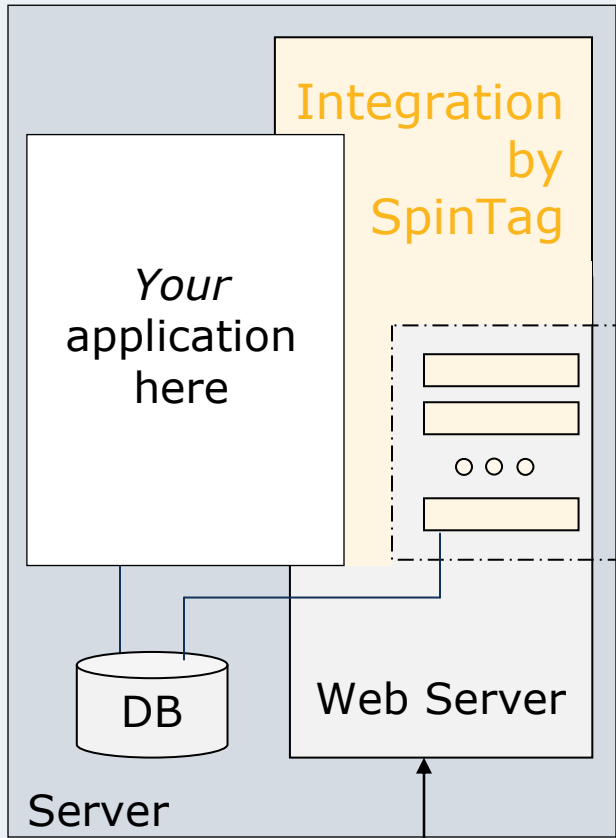 Integration
by
SpinTag
Your
application
here
DB
Web Server
Server